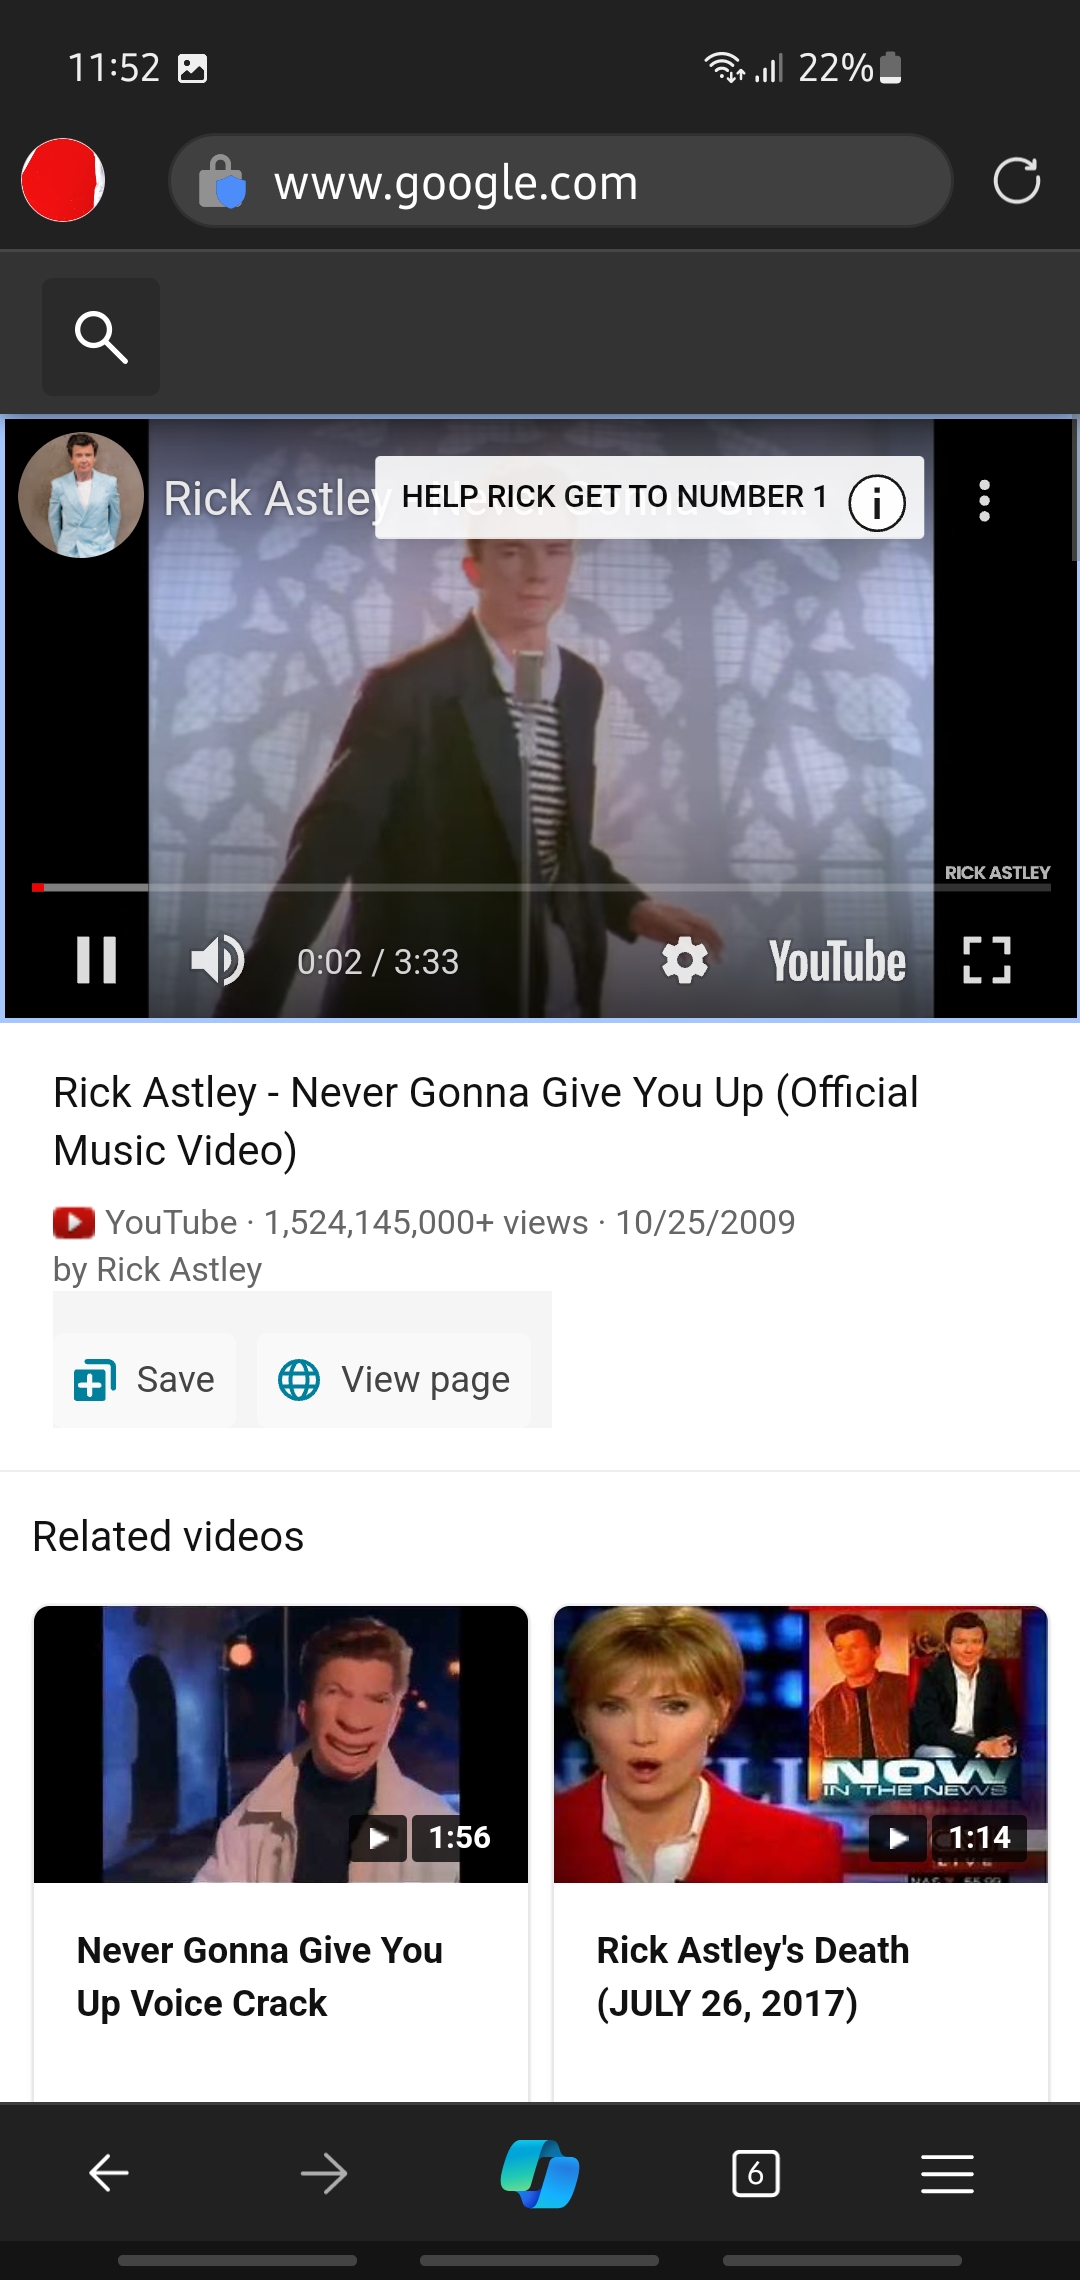 11:52
22%
www.google.com
Rick Astley
HELP RICK GET TO NUMBER 1
RICK ASTLEY
0:02 / 3:33
YouTube
Rick Astley - Never Gonna Give You Up (Official
Music Video)
YouTube · 1,524,145,000+ views · 10/25/2009
by Rick Astley
Save
View page
Related videos
1:56
NOW
IN THE NEWS
1:14
LIVE
Never Gonna Give You
Up Voice Crack
Rick Astley's Death
(JULY 26, 2017)
6